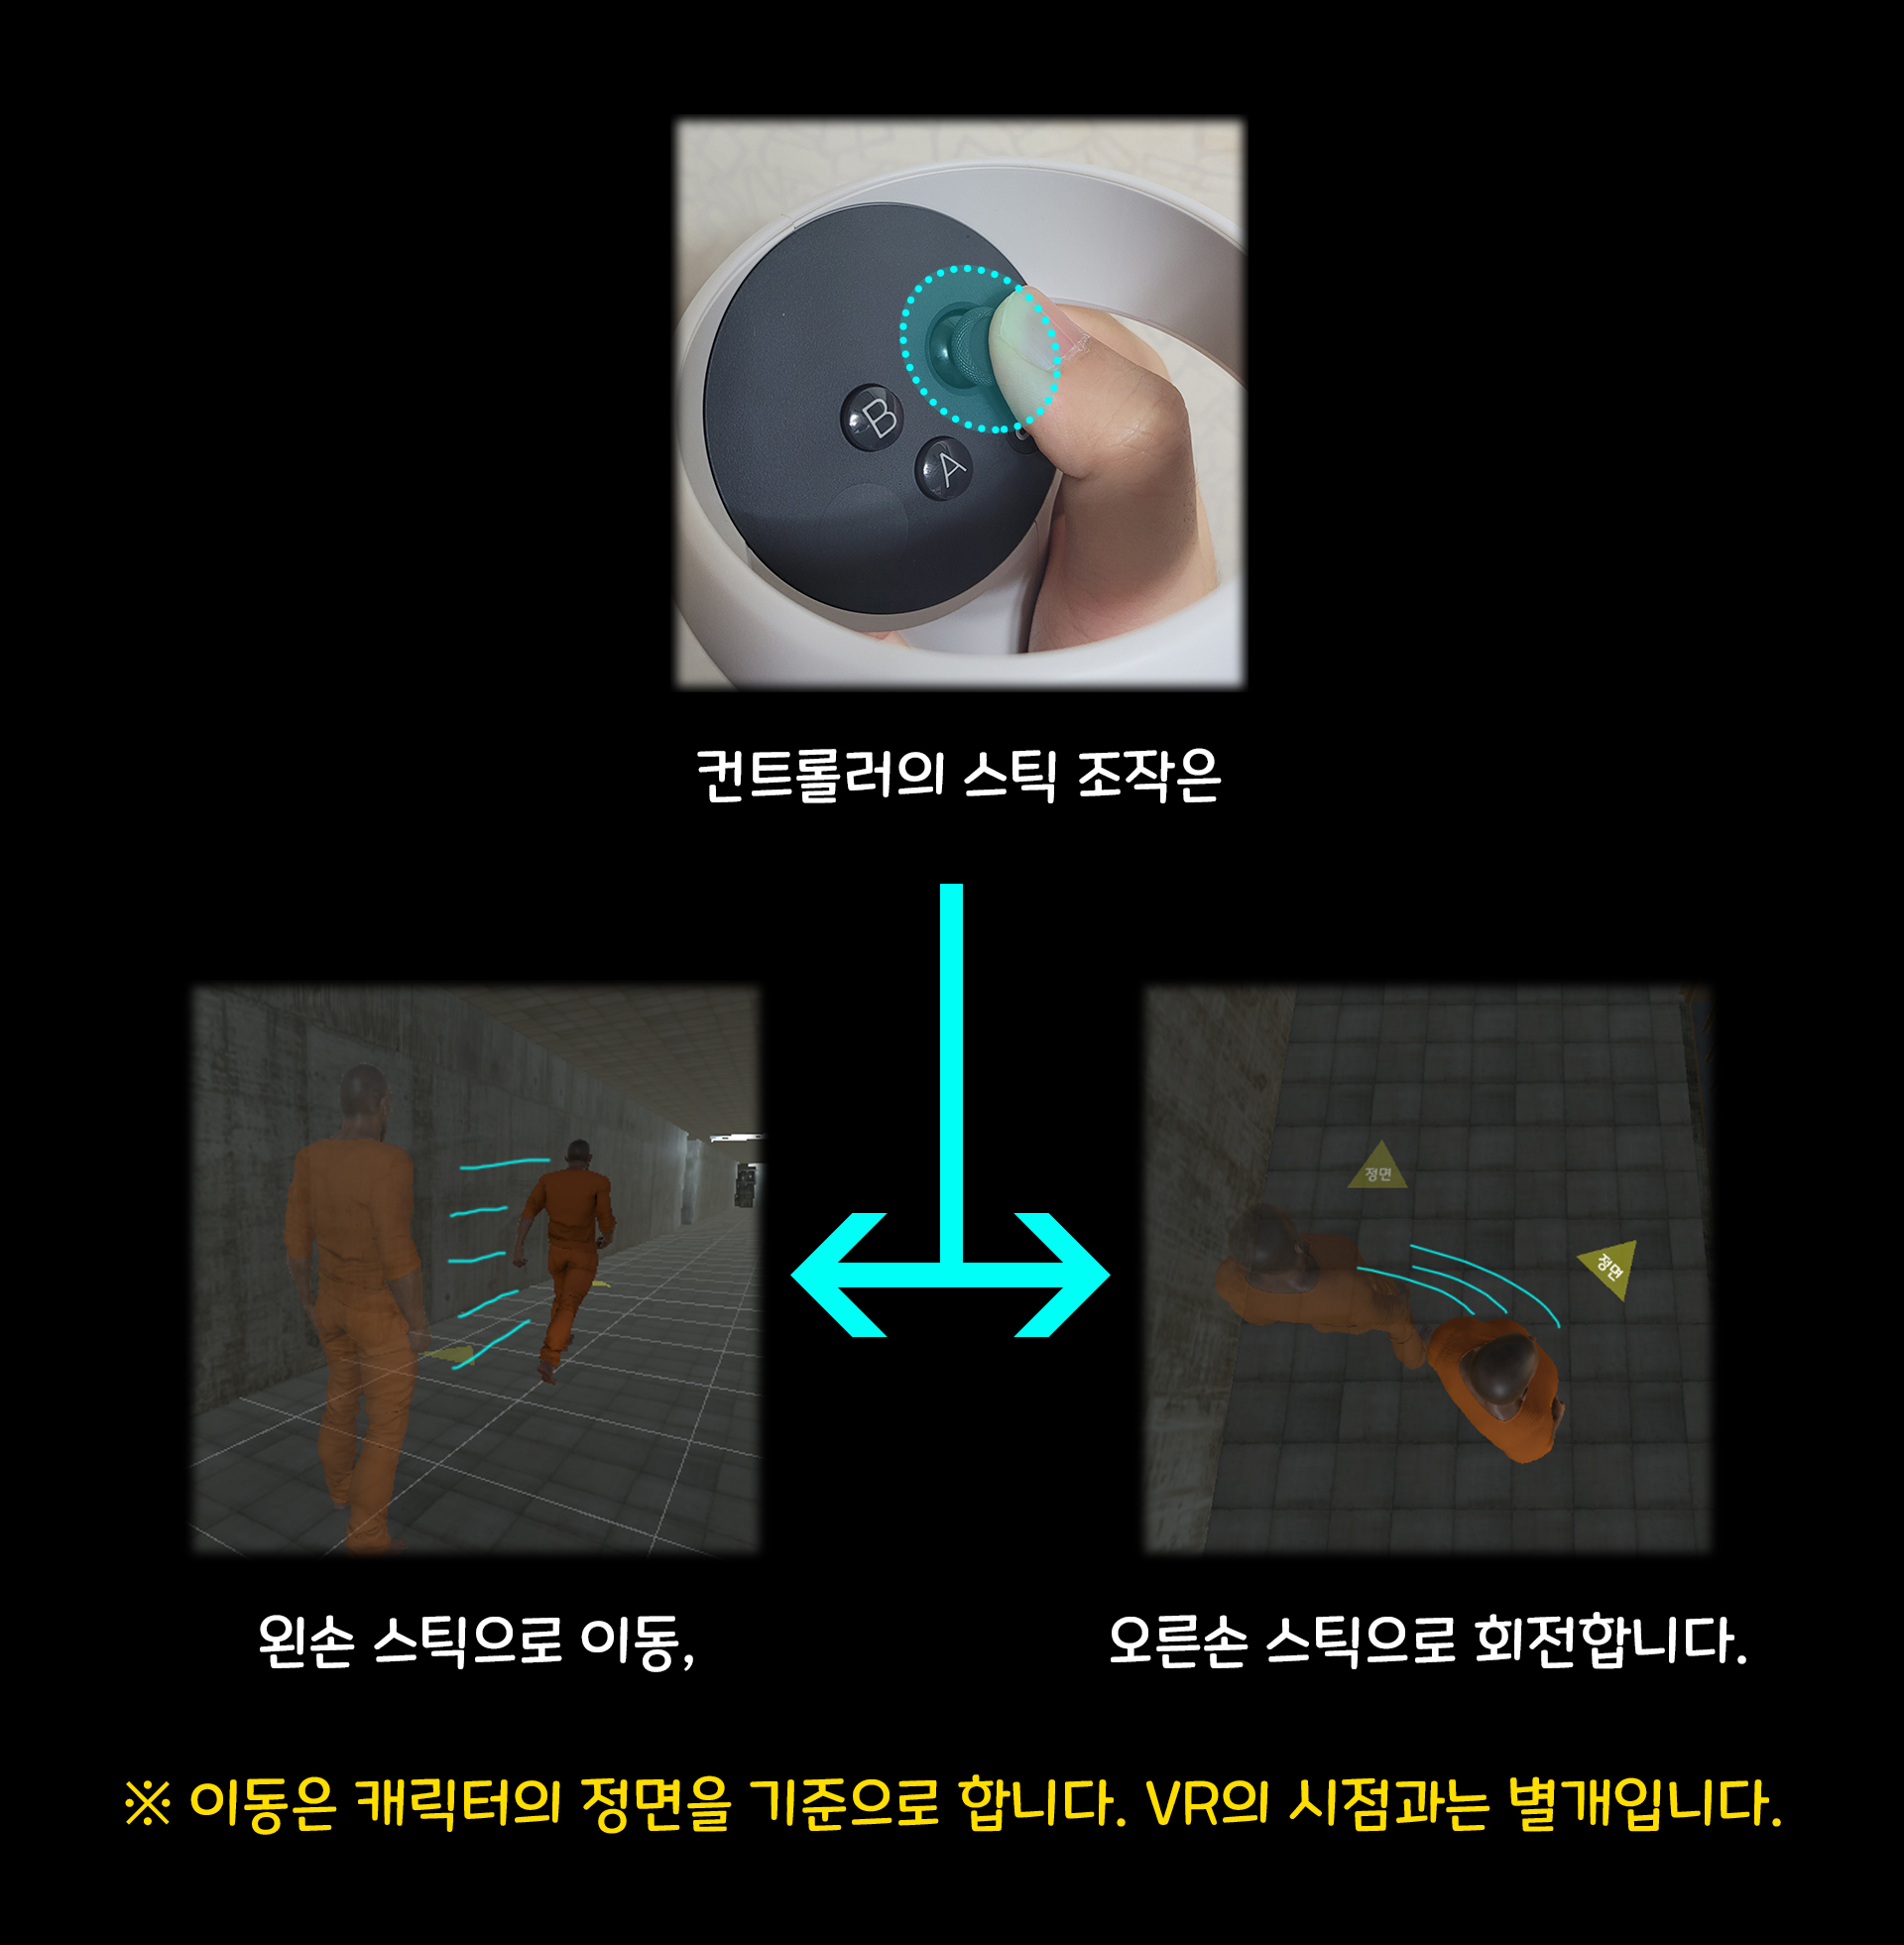 B
A
컨트롤러의 스틱 조작은
정면
정면
왼손 스틱으로 이동,
오른손 스틱으로 회전합니다.
※ 이동은 캐릭터의 정면을 기준으로 합니다. VR의 시점과는 별개입니다.